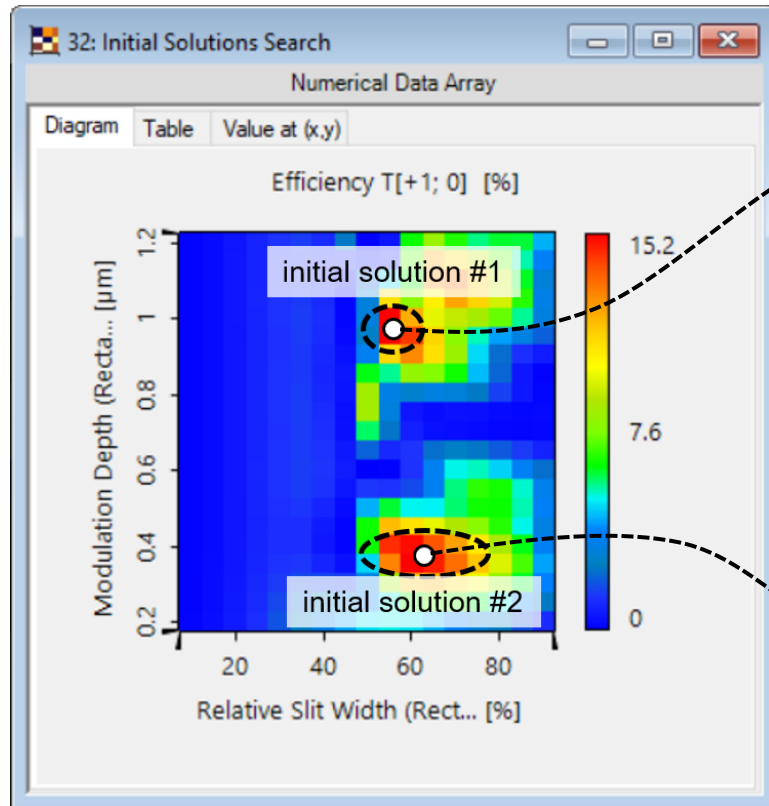 32: Initial Solutions Search
Numerical Data Array
Diagram Table Value at (x,y)
Efficiency T[+1; 0] [%]
Modulation Depth (Recta... [µm]
1.2
1
0.8
0.6
0.4
0.2
initial solution #1
initial solution #2
15.2
7.6
0
20 40 60 80
Relative Slit Width (Rect... [%]